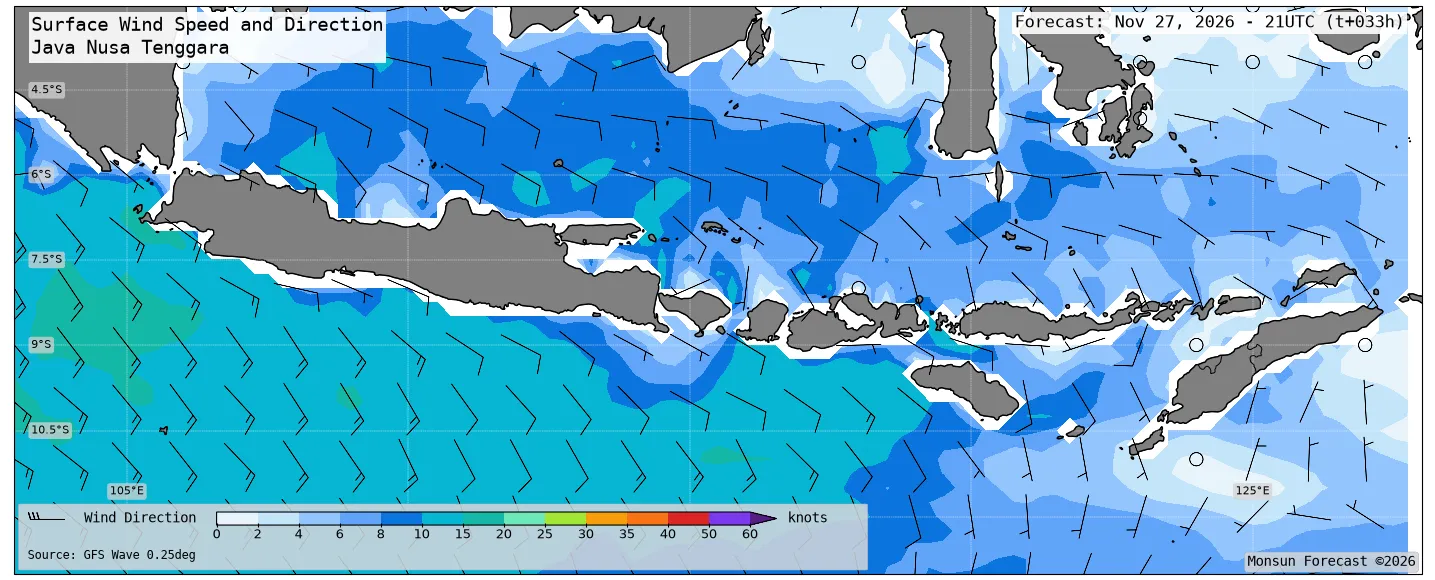 Surface Wind Speed and Direction
Java Nusa Tenggara
Forecast: Nov 27, 2026 - 21UTC (t+033h)
4.5°S
6°S
7.5°S
9°S
10.5°S
105°E
125°E
Wind Direction
0 2 4 6 8 10 15 20 25 30 35 40 50 60
knots
Source: GFS Wave 0.25deg
Monsun Forecast ©2026